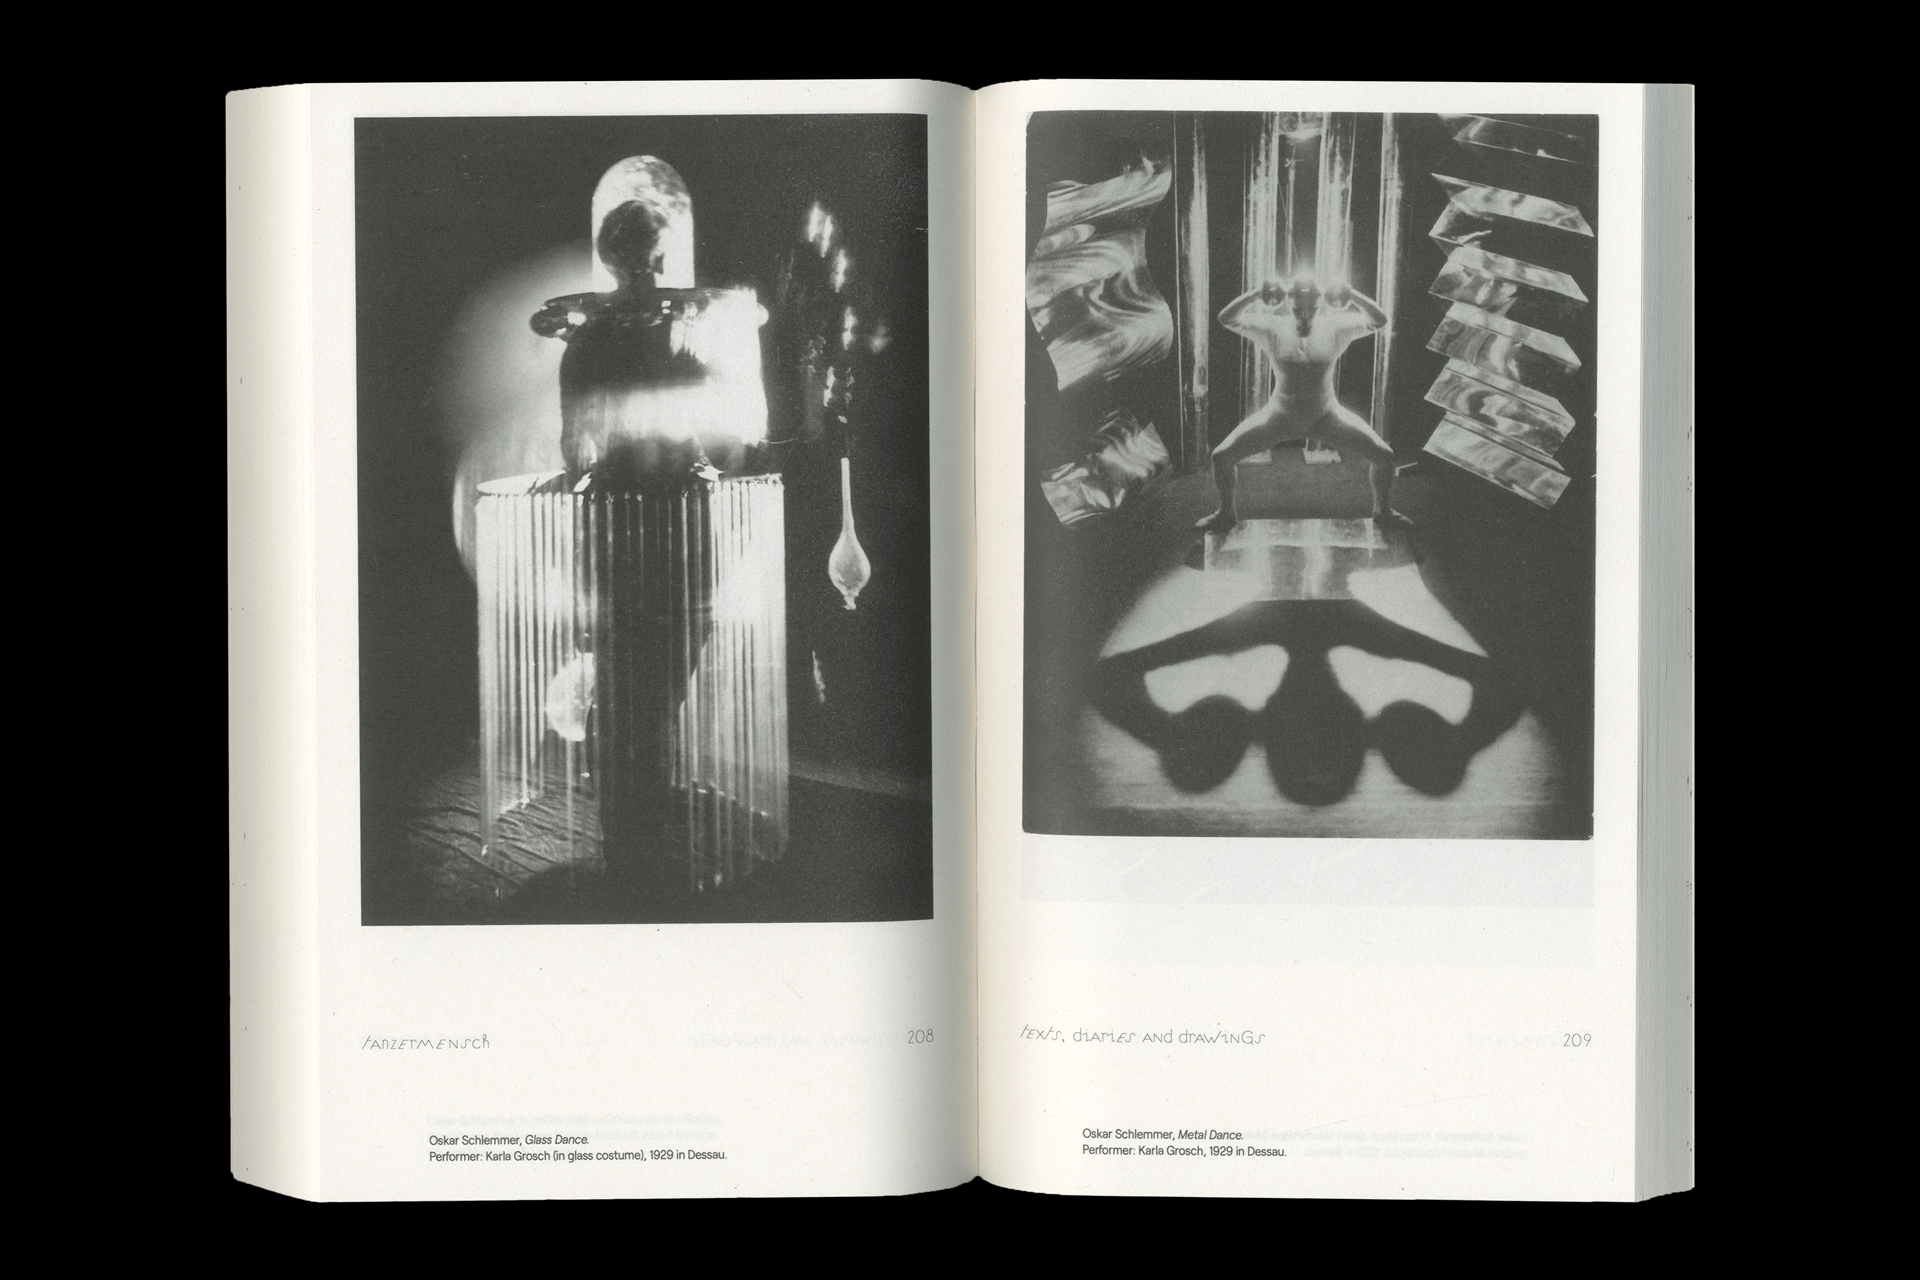 tanzermensch
208
Oskar Schlemmer, Glass Dance.
Performer: Karla Grosch (in glass costume), 1929 in Dessau.
texts, diaries and drawings
209
Oskar Schlemmer, Metal Dance.
Performer: Karla Grosch, 1929 in Dessau.